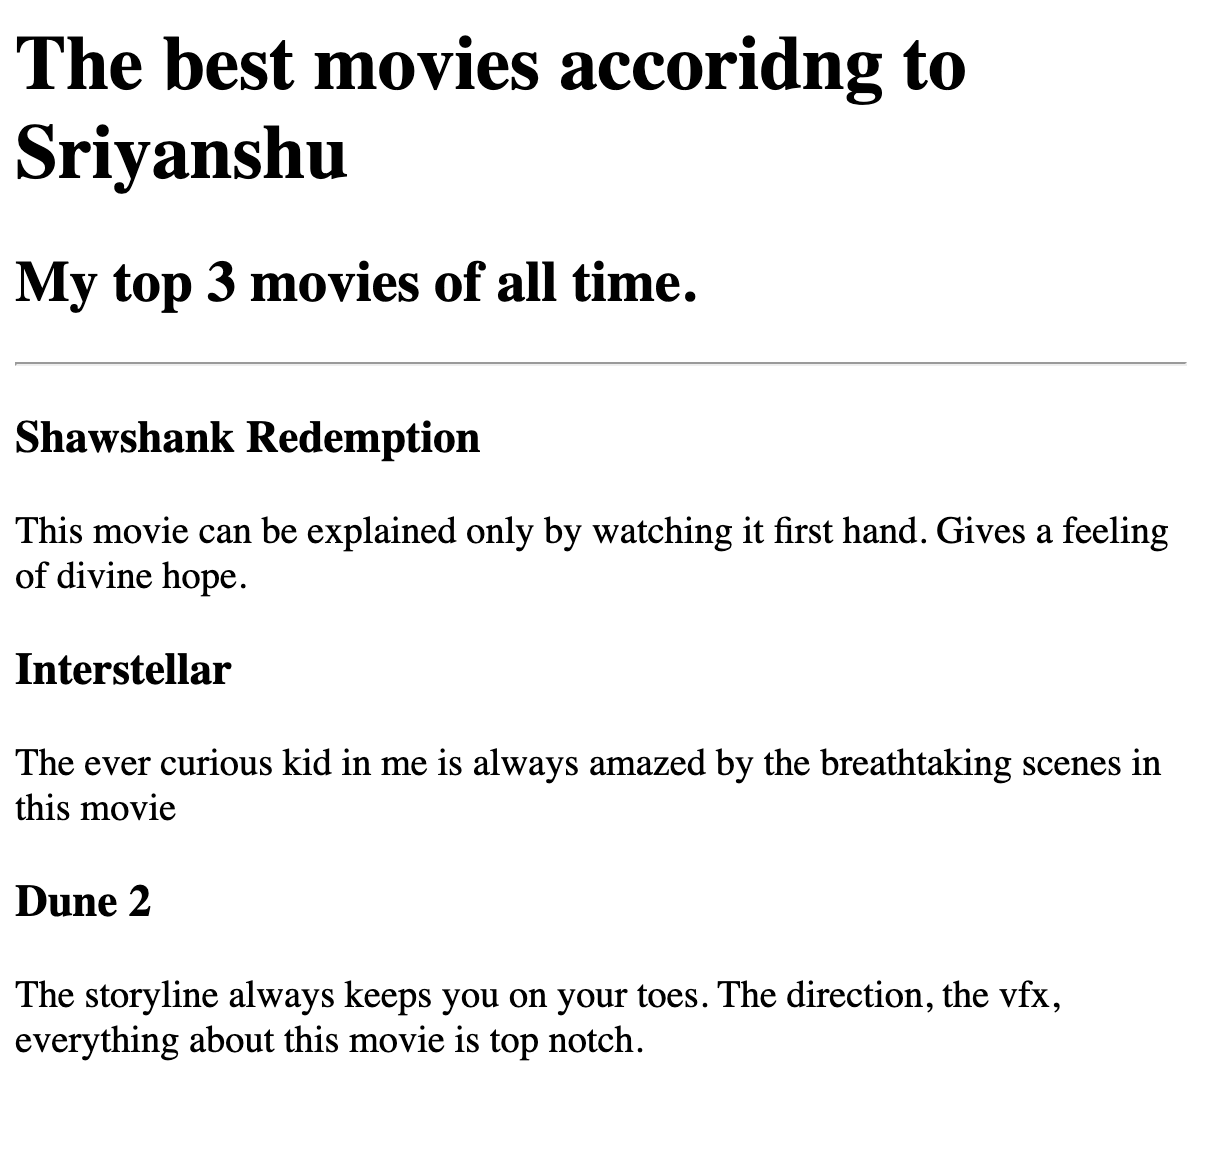 The best movies accoridng to
Sriyanshu
My top 3 movies of all time.
Shawshank Redemption
This movie can be explained only by watching it first hand. Gives a feeling
of divine hope.
Interstellar
The ever curious kid in me is always amazed by the breathtaking scenes in
this movie
Dune 2
The storyline always keeps you on your toes. The direction, the vfx,
everything about this movie is top notch.